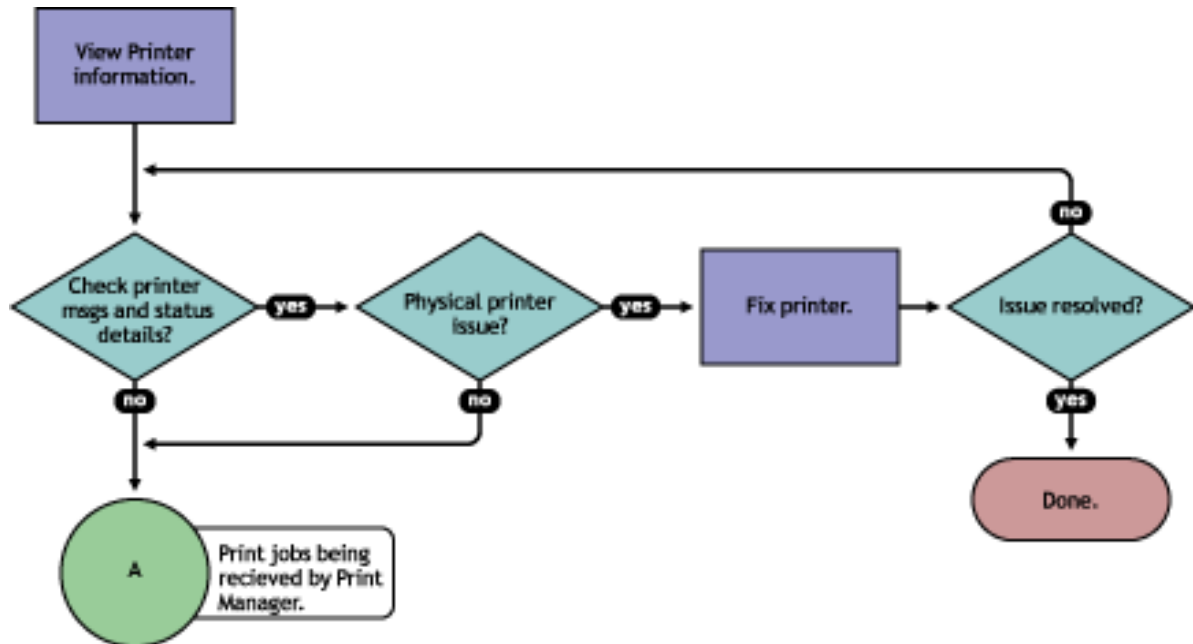 View Printer
information.
no
Check printer
msgs and status
details?
yes
Physical printer
issue?
yes
Fix printer.
Issue resolved?
no
no
yes
Done.
A
Print jobs being
recieved by Print
Manager.